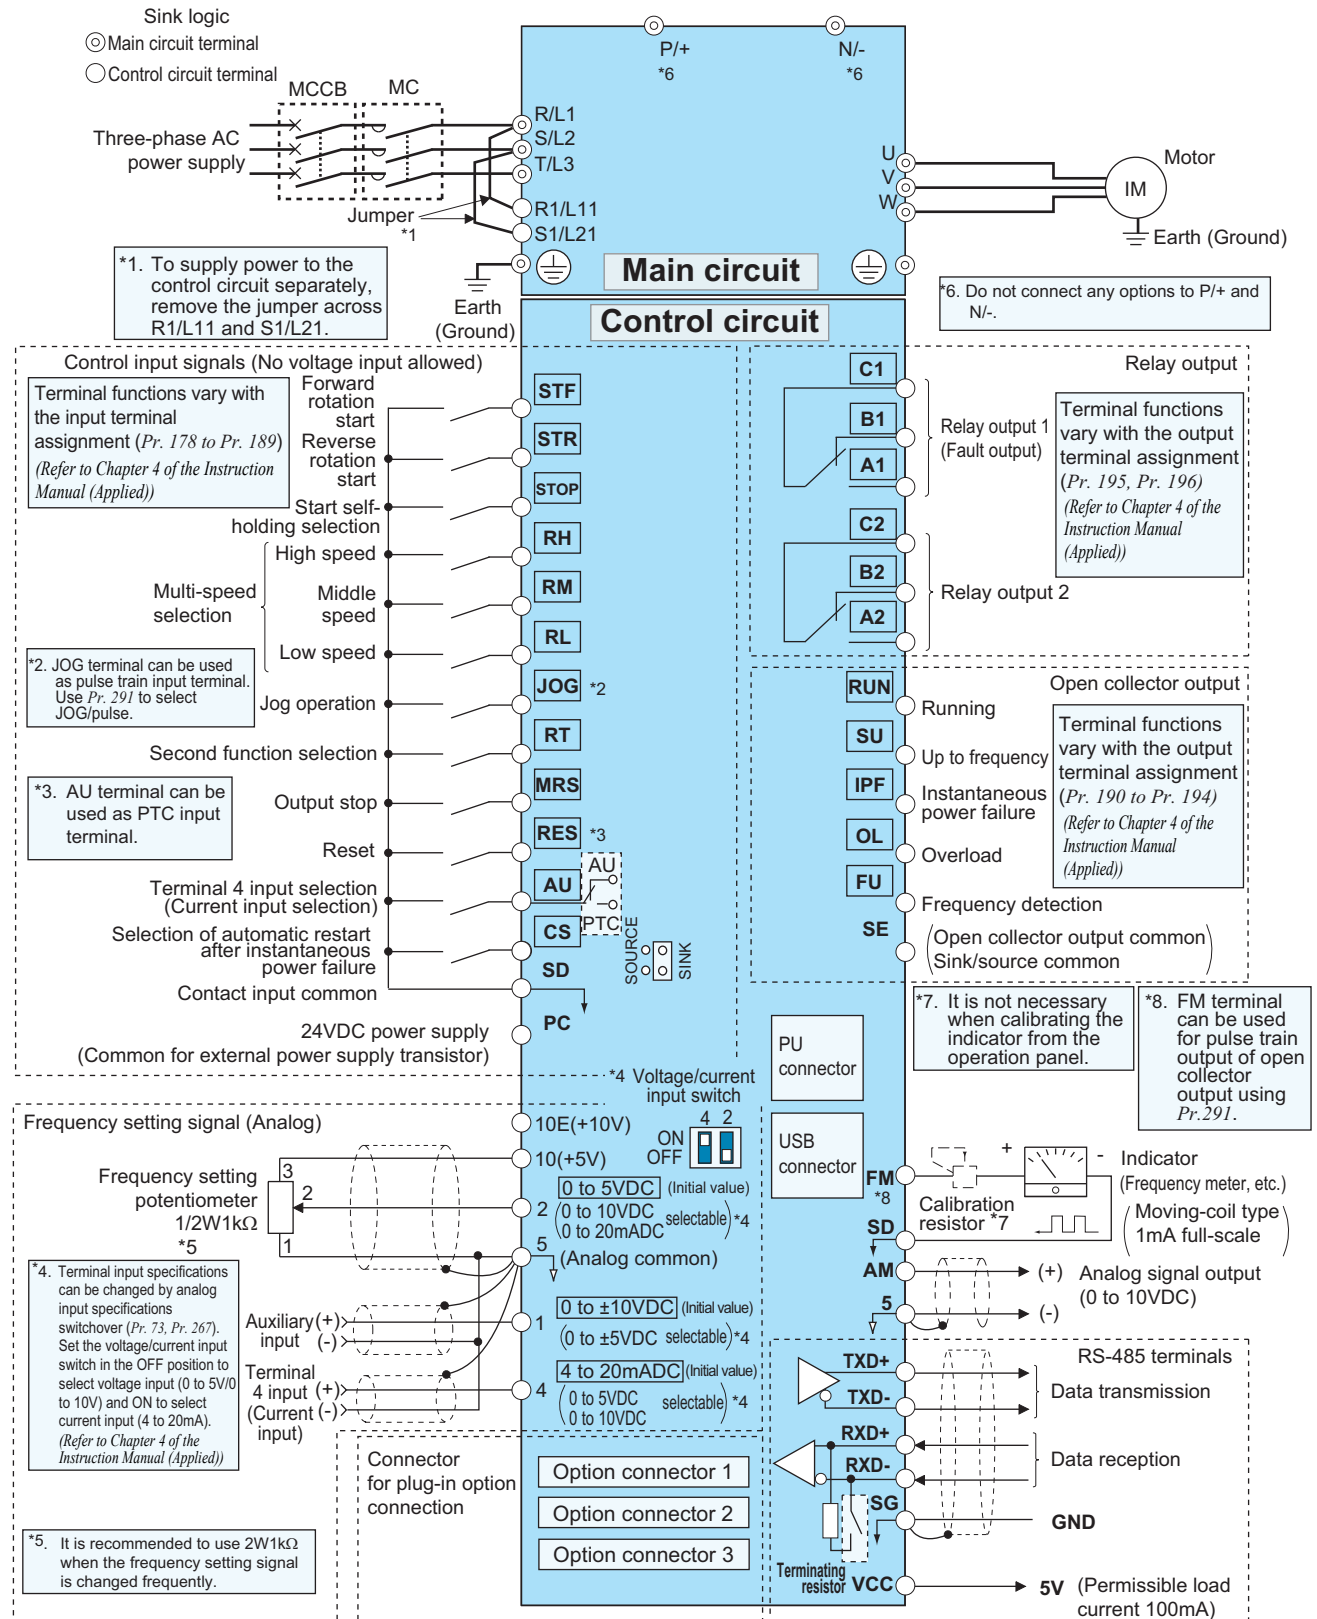 Sink logic
Main circuit terminal
Control circuit terminal
MCCB
MC
Three-phase AC
power supply
Jumper
*1
Earth
(Ground)
P/+
*6
N/-
*6
R/L1
S/L2
T/L3
R1/L11
S1/L21
U
V
W
Motor
IM
Earth (Ground)
Main circuit
*1. To supply power to the
control circuit separately,
remove the jumper across
R1/L11 and S1/L21.
*6. Do not connect any options to P/+ and
N/-.
Control circuit
Control input signals (No voltage input allowed)
Terminal functions vary with
the input terminal
assignment (Pr. 178 to Pr. 189)
(Refer to Chapter 4 of the Instruction
Manual (Applied))
Forward
rotation
start
Reverse
rotation
start
Start self-
holding selection
High speed
Multi-speed
selection
Middle
speed
Low speed
*2. JOG terminal can be used
as pulse train input terminal.
Use Pr. 291 to select
JOG/pulse.
Jog operation
Second function selection
*3. AU terminal can be
used as PTC input
terminal.
Output stop
Reset
Terminal 4 input selection
(Current input selection)
Selection of automatic restart
after instantaneous
power failure
Contact input common
24VDC power supply
(Common for external power supply transistor)
STF
STR
STOP
RH
RM
RL
JOG *2
RT
MRS
RES *3
AU
AU
PTC
CS
SD
SOURCE
SINK
PC
Relay output
C1
B1
A1
Relay output 1
(Fault output)
C2
B2
A2
Relay output 2
Terminal functions
vary with the output
terminal assignment
(Pr. 195, Pr. 196)
(Refer to Chapter 4 of the
Instruction Manual
(Applied))
Open collector output
RUN
Running
SU
Up to frequency
IPF
Instantaneous
power failure
OL
Overload
FU
Frequency detection
SE
(Open collector output common
Sink/source common)
Terminal functions
vary with the output
terminal assignment
(Pr. 190 to Pr. 194)
(Refer to Chapter 4 of the
Instruction Manual
(Applied))
*7. It is not necessary
when calibrating the
indicator from the
operation panel.
*8. FM terminal
can be used
for pulse train
output of open
collector
output using
Pr.291.
PU
connector
USB
connector
*4 Voltage/current
input switch
4 2
ON
OFF
Frequency setting signal (Analog)
Frequency setting
potentiometer
1/2W1kΩ
*5
3
2
1
10E(+10V)
10(+5V)
2
0 to 5VDC (Initial value)
(0 to 10VDC
0 to 20mADC selectable) *4
5
(Analog common)
*4. Terminal input specifications
can be changed by analog
input specifications
switchover (Pr. 73, Pr. 267).
Set the voltage/current input
switch in the OFF position to
select voltage input (0 to 5V/0
to 10V) and ON to select
current input (4 to 20mA).
(Refer to Chapter 4 of the
Instruction Manual (Applied))
Auxiliary (+)
input (-)
1
0 to ±10VDC (Initial value)
(0 to ±5VDC selectable) *4
Terminal
4 input (+)
(Current (-)
input)
4
4 to 20mADC (Initial value)
(0 to 5VDC
0 to 10VDC selectable) *4
FM
*8
+
-
Calibration
resistor *7
Indicator
(Frequency meter, etc.)
(Moving-coil type
1mA full-scale)
SD
AM
(+)
5
(-)
Analog signal output
(0 to 10VDC)
RS-485 terminals
TXD+
TXD-
Data transmission
RXD+
RXD-
Data reception
SG
GND
Terminating
resistor
VCC
5V (Permissible load
current 100mA)
Connector
for plug-in option
connection
Option connector 1
Option connector 2
Option connector 3
*5. It is recommended to use 2W1kΩ
when the frequency setting signal
is changed frequently.